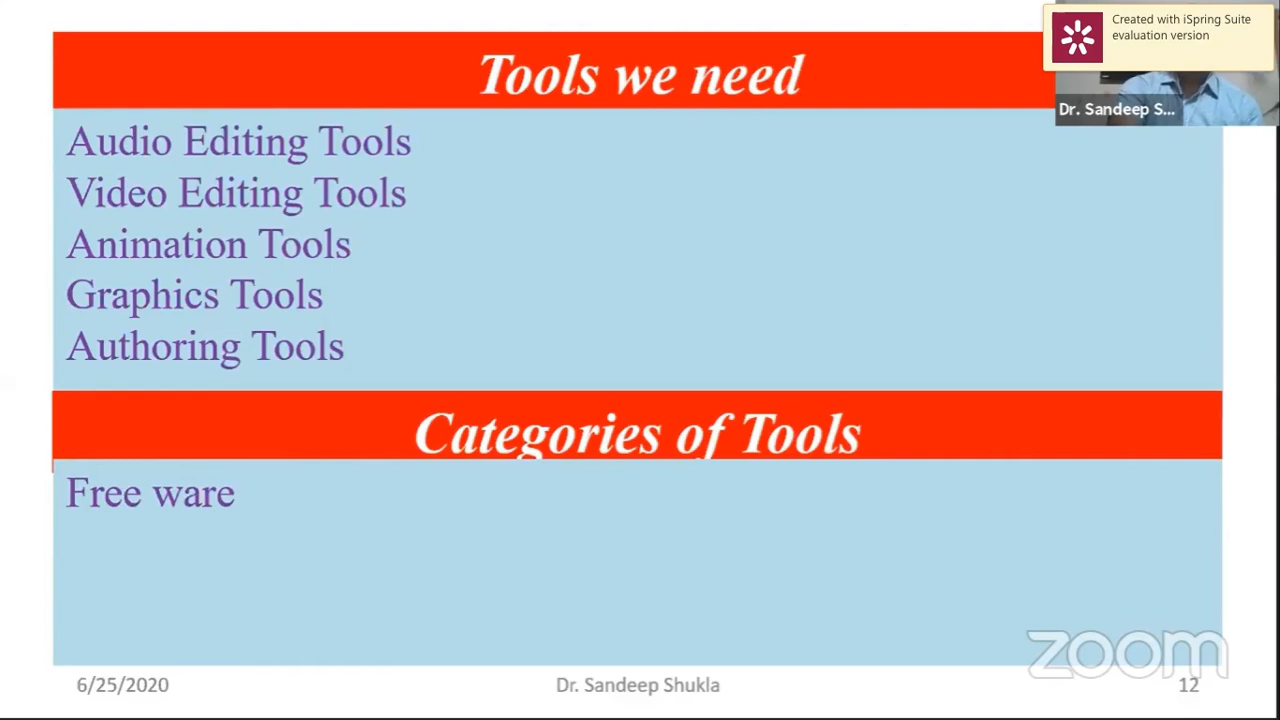 Created with iSpring Suite
evaluation version
Tools we need
Dr. Sandeep S...
Audio Editing Tools
Video Editing Tools
Animation Tools
Graphics Tools
Authoring Tools
Categories of Tools
Free ware
zoom
6/25/2020
Dr. Sandeep Shukla
12